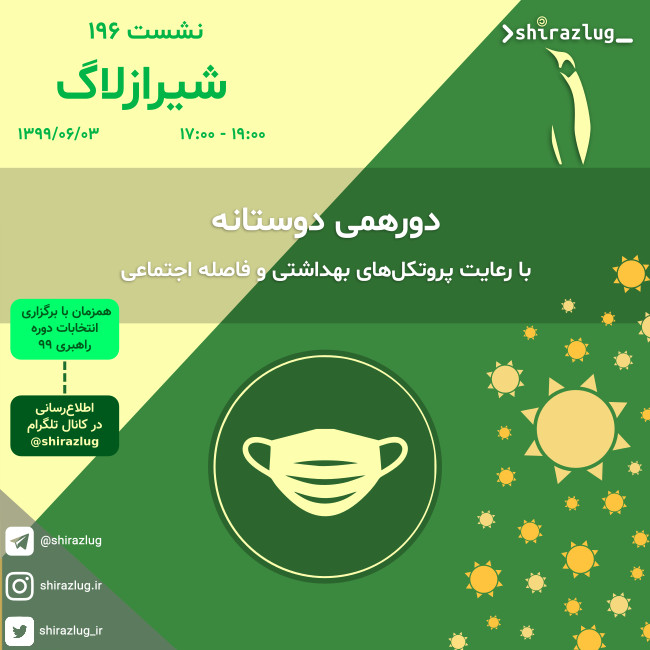 نشست ۱۹۶
شیرازلاگ
۱۳۹۹/۰۶/۰۳
۱۷:۰۰ - ۱۹:۰۰
shirazlug_
دورهمی دوستانه
با رعایت پروتکل‌های بهداشتی و فاصله اجتماعی
همزمان با برگزاری
انتخابات دوره
راهبری ۹۹
اطلاع‌رسانی
در کانال تلگرام
@shirazlug
@shirazlug
shirazlug.ir
shirazlug_ir